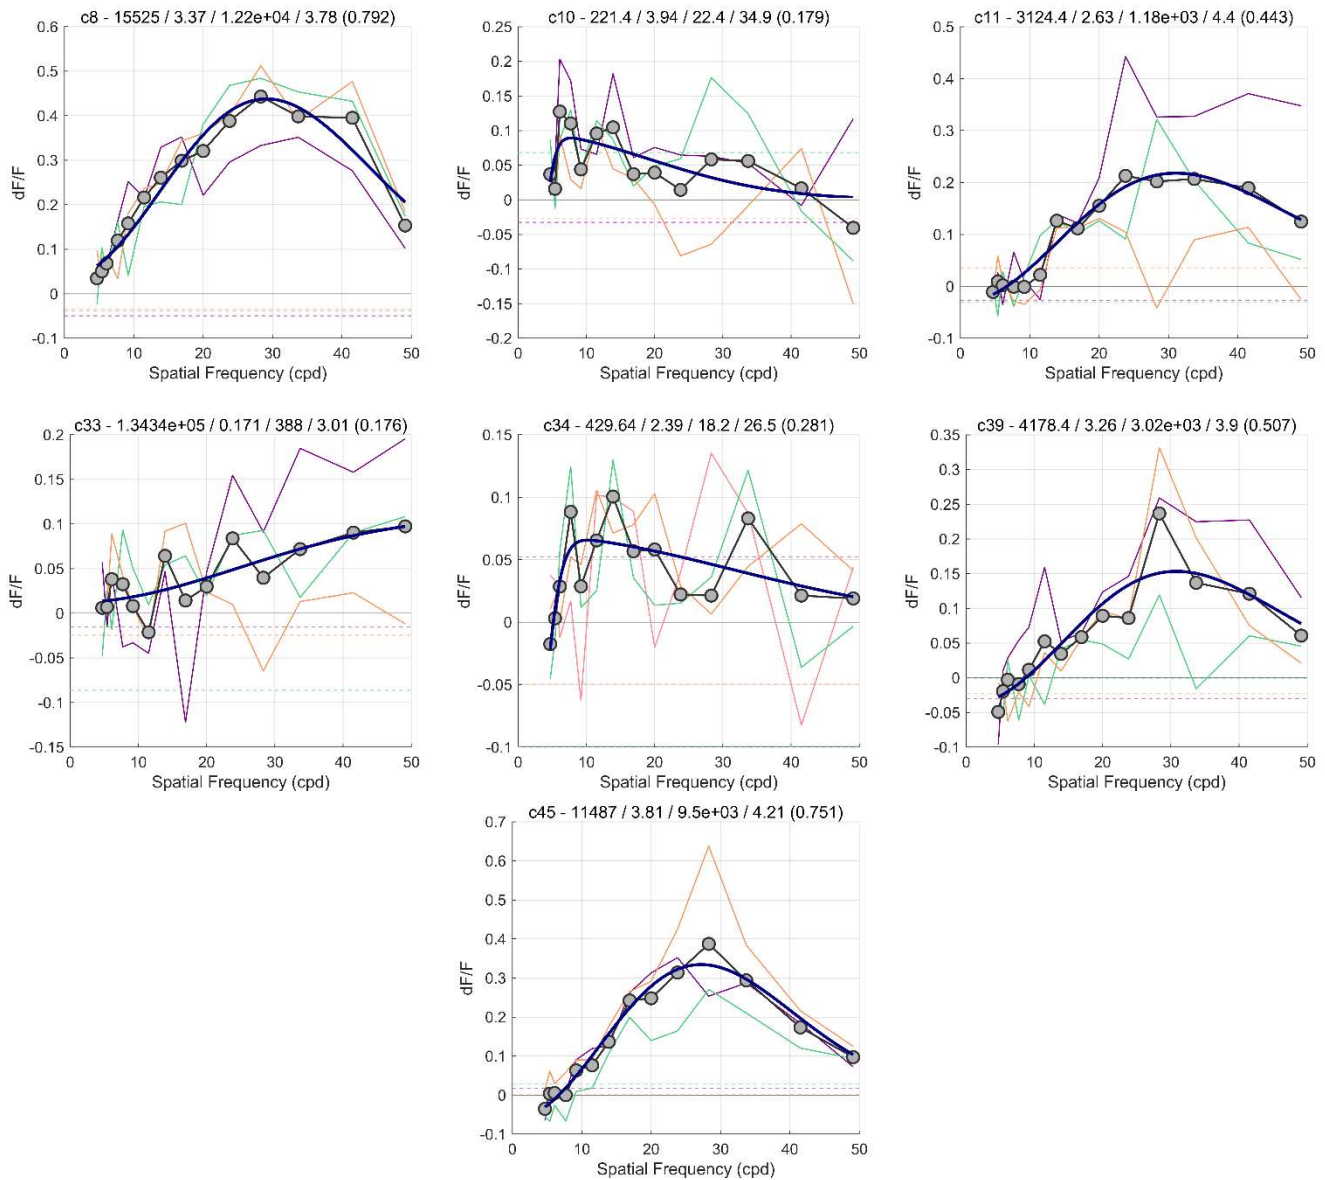 c8 - 15525 / 3.37 / 1.22e+04 / 3.78 (0.792)
0.6
0.5
0.4
0.3
0.2
0.1
0
-0.1
dF/F
0 10 20 30 40 50
Spatial Frequency (cpd)
c10 - 221.4 / 3.94 / 22.4 / 34.9 (0.179)
0.25
0.2
0.15
0.1
0.05
0
-0.05
-0.1
-0.15
-0.2
dF/F
0 10 20 30 40 50
Spatial Frequency (cpd)
c11 - 3124.4 / 2.63 / 1.18e+03 / 4.4 (0.443)
0.5
0.4
0.3
0.2
0.1
0
-0.1
dF/F
0 10 20 30 40 50
Spatial Frequency (cpd)
c33 - 1.3434e+05 / 0.171 / 388 / 3.01 (0.176)
0.2
0.15
0.1
0.05
0
-0.05
-0.1
-0.15
dF/F
0 10 20 30 40 50
Spatial Frequency (cpd)
c34 - 429.64 / 2.39 / 18.2 / 26.5 (0.281)
0.15
0.1
0.05
0
-0.05
-0.1
dF/F
0 10 20 30 40 50
Spatial Frequency (cpd)
c39 - 4178.4 / 3.26 / 3.02e+03 / 3.9 (0.507)
0.35
0.3
0.25
0.2
0.15
0.1
0.05
0
-0.05
-0.1
dF/F
0 10 20 30 40 50
Spatial Frequency (cpd)
c45 - 11487 / 3.81 / 9.5e+03 / 4.21 (0.751)
0.7
0.6
0.5
0.4
0.3
0.2
0.1
0
-0.1
dF/F
0 10 20 30 40 50
Spatial Frequency (cpd)